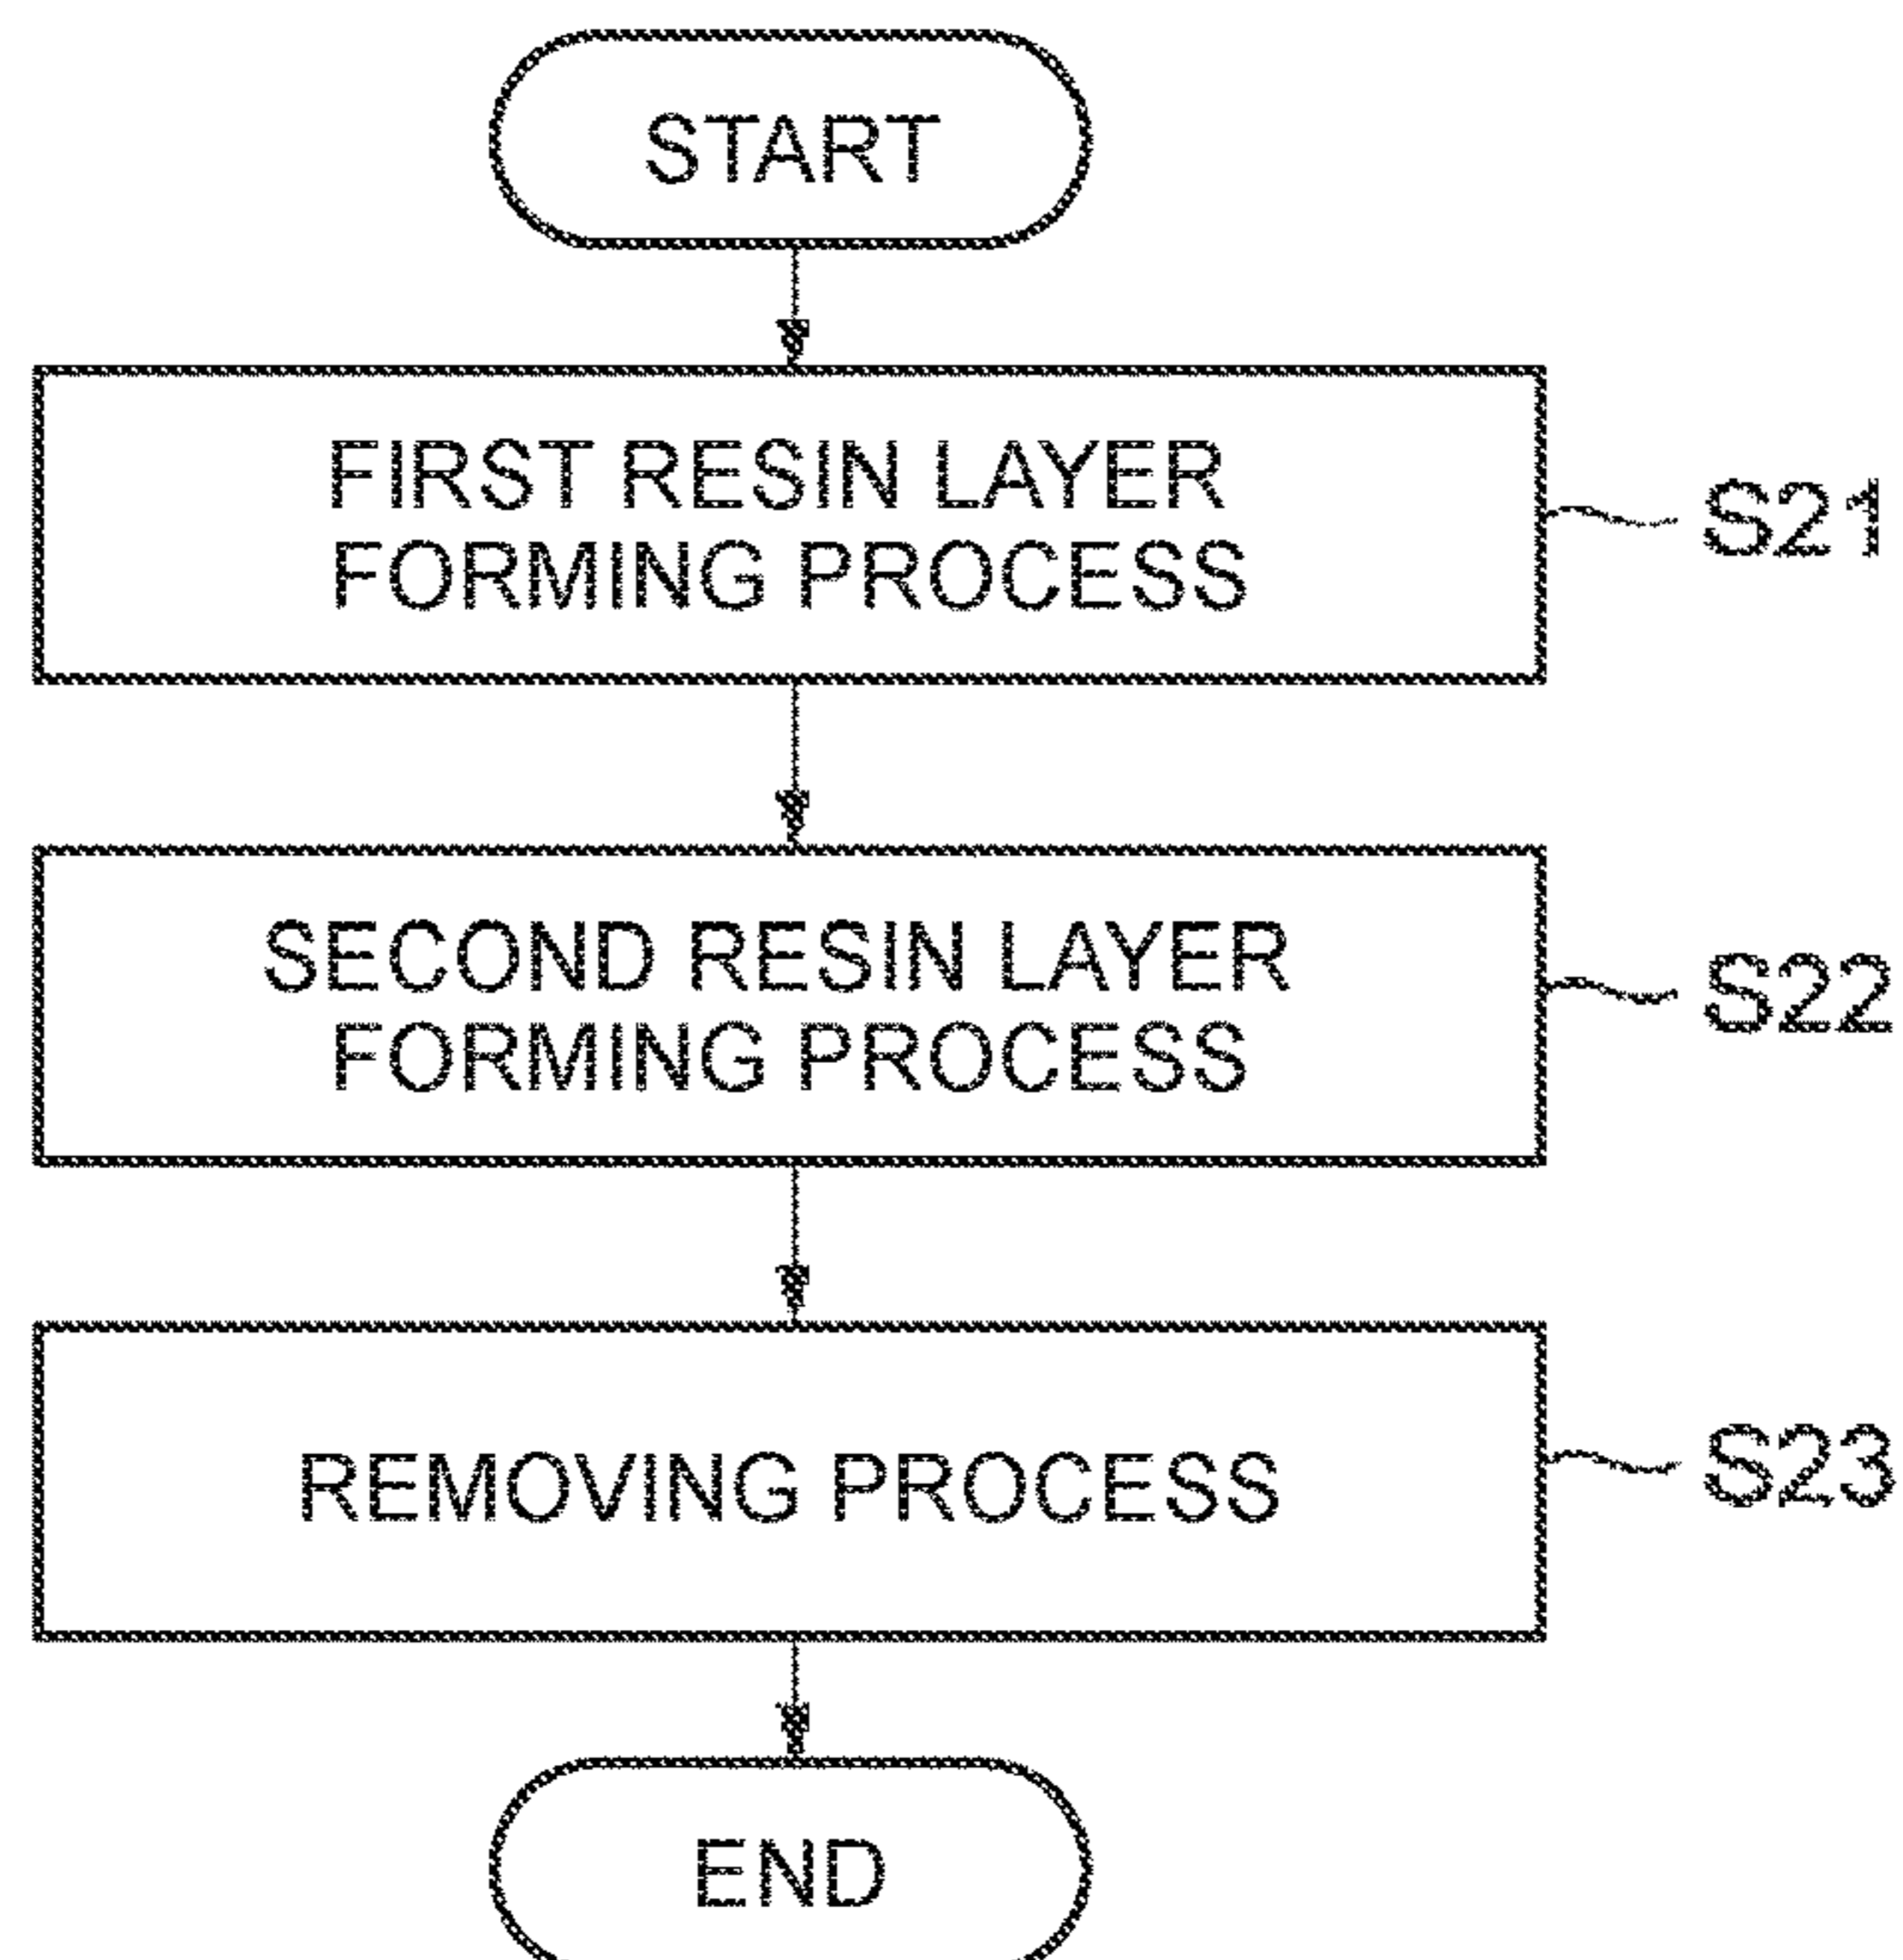 START
FIRST RESIN LAYER
FORMING PROCESS
S21
SECOND RESIN LAYER
FORMING PROCESS
S22
REMOVING PROCESS
S23
END